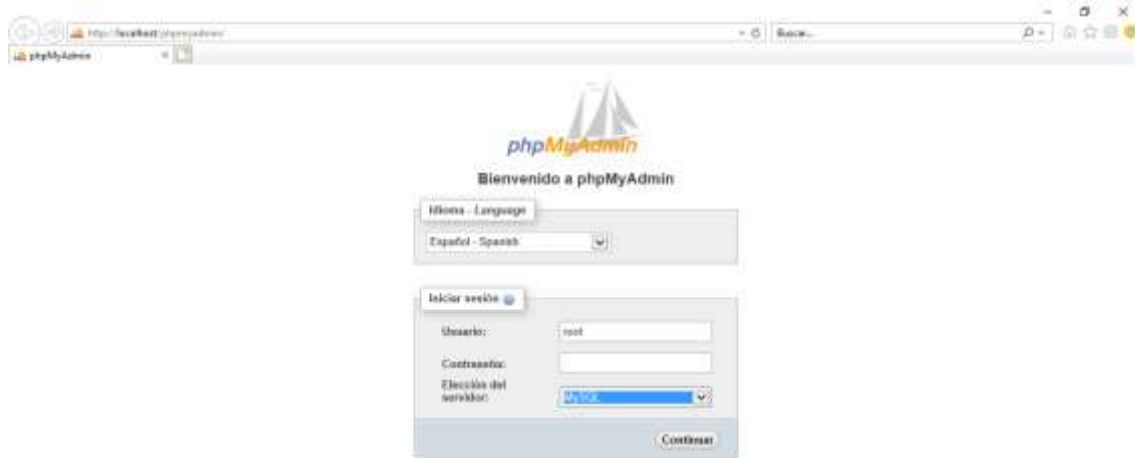 http://localhost/phpmyadmin/
Buscar...
phpMyAdmin
phpMyAdmin
Bienvenido a phpMyAdmin
Idioma - Language
Español - Spanish
Iniciar sesión
Usuario:
root
Contraseña:
Elección del
servidor:
MySQL
Continuar